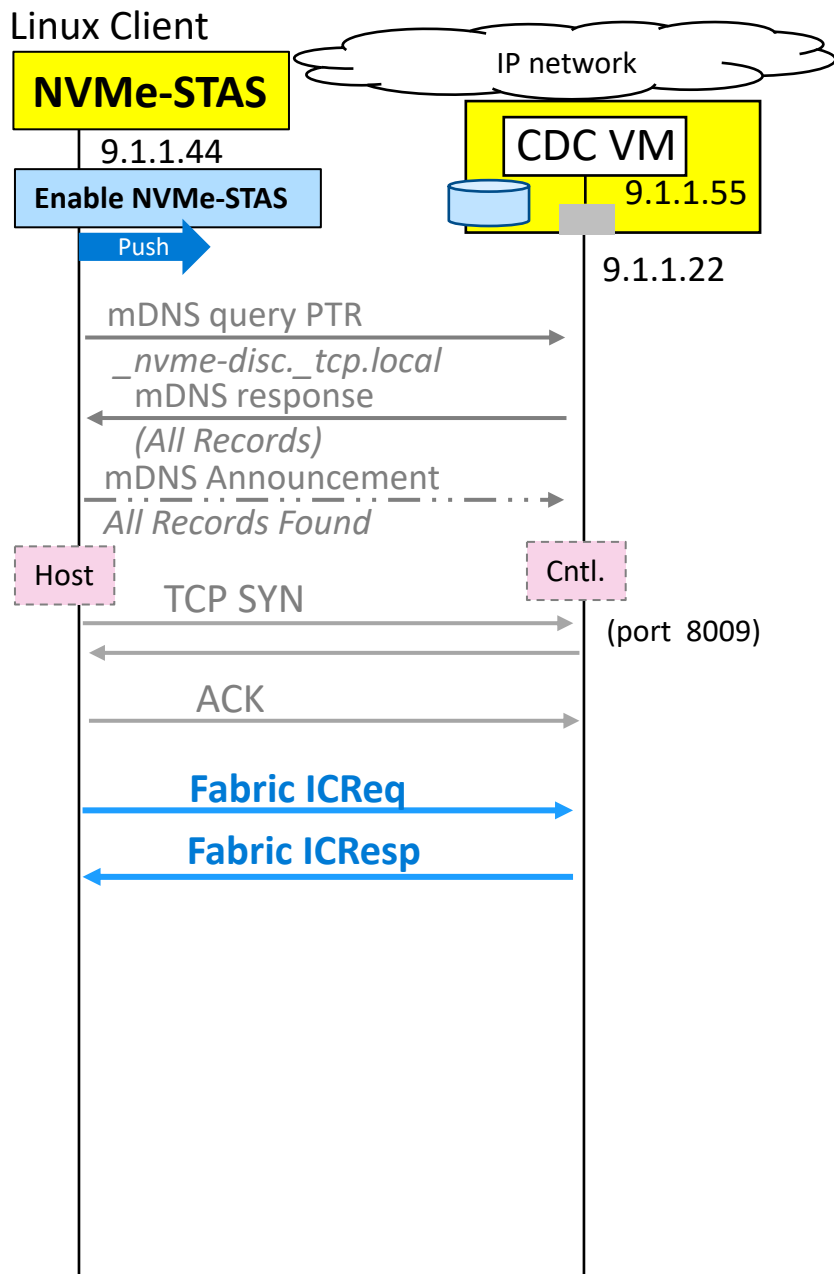 Linux Client
NVMe-STAS
IP network
CDC VM
9.1.1.44
9.1.1.55
Enable NVMe-STAS
Push
9.1.1.22
mDNS query PTR
_nvme-disc._tcp.local
mDNS response
(All Records)
mDNS Announcement
All Records Found
Host
Cntl.
TCP SYN
(port 8009)
ACK
Fabric ICReq
Fabric ICResp